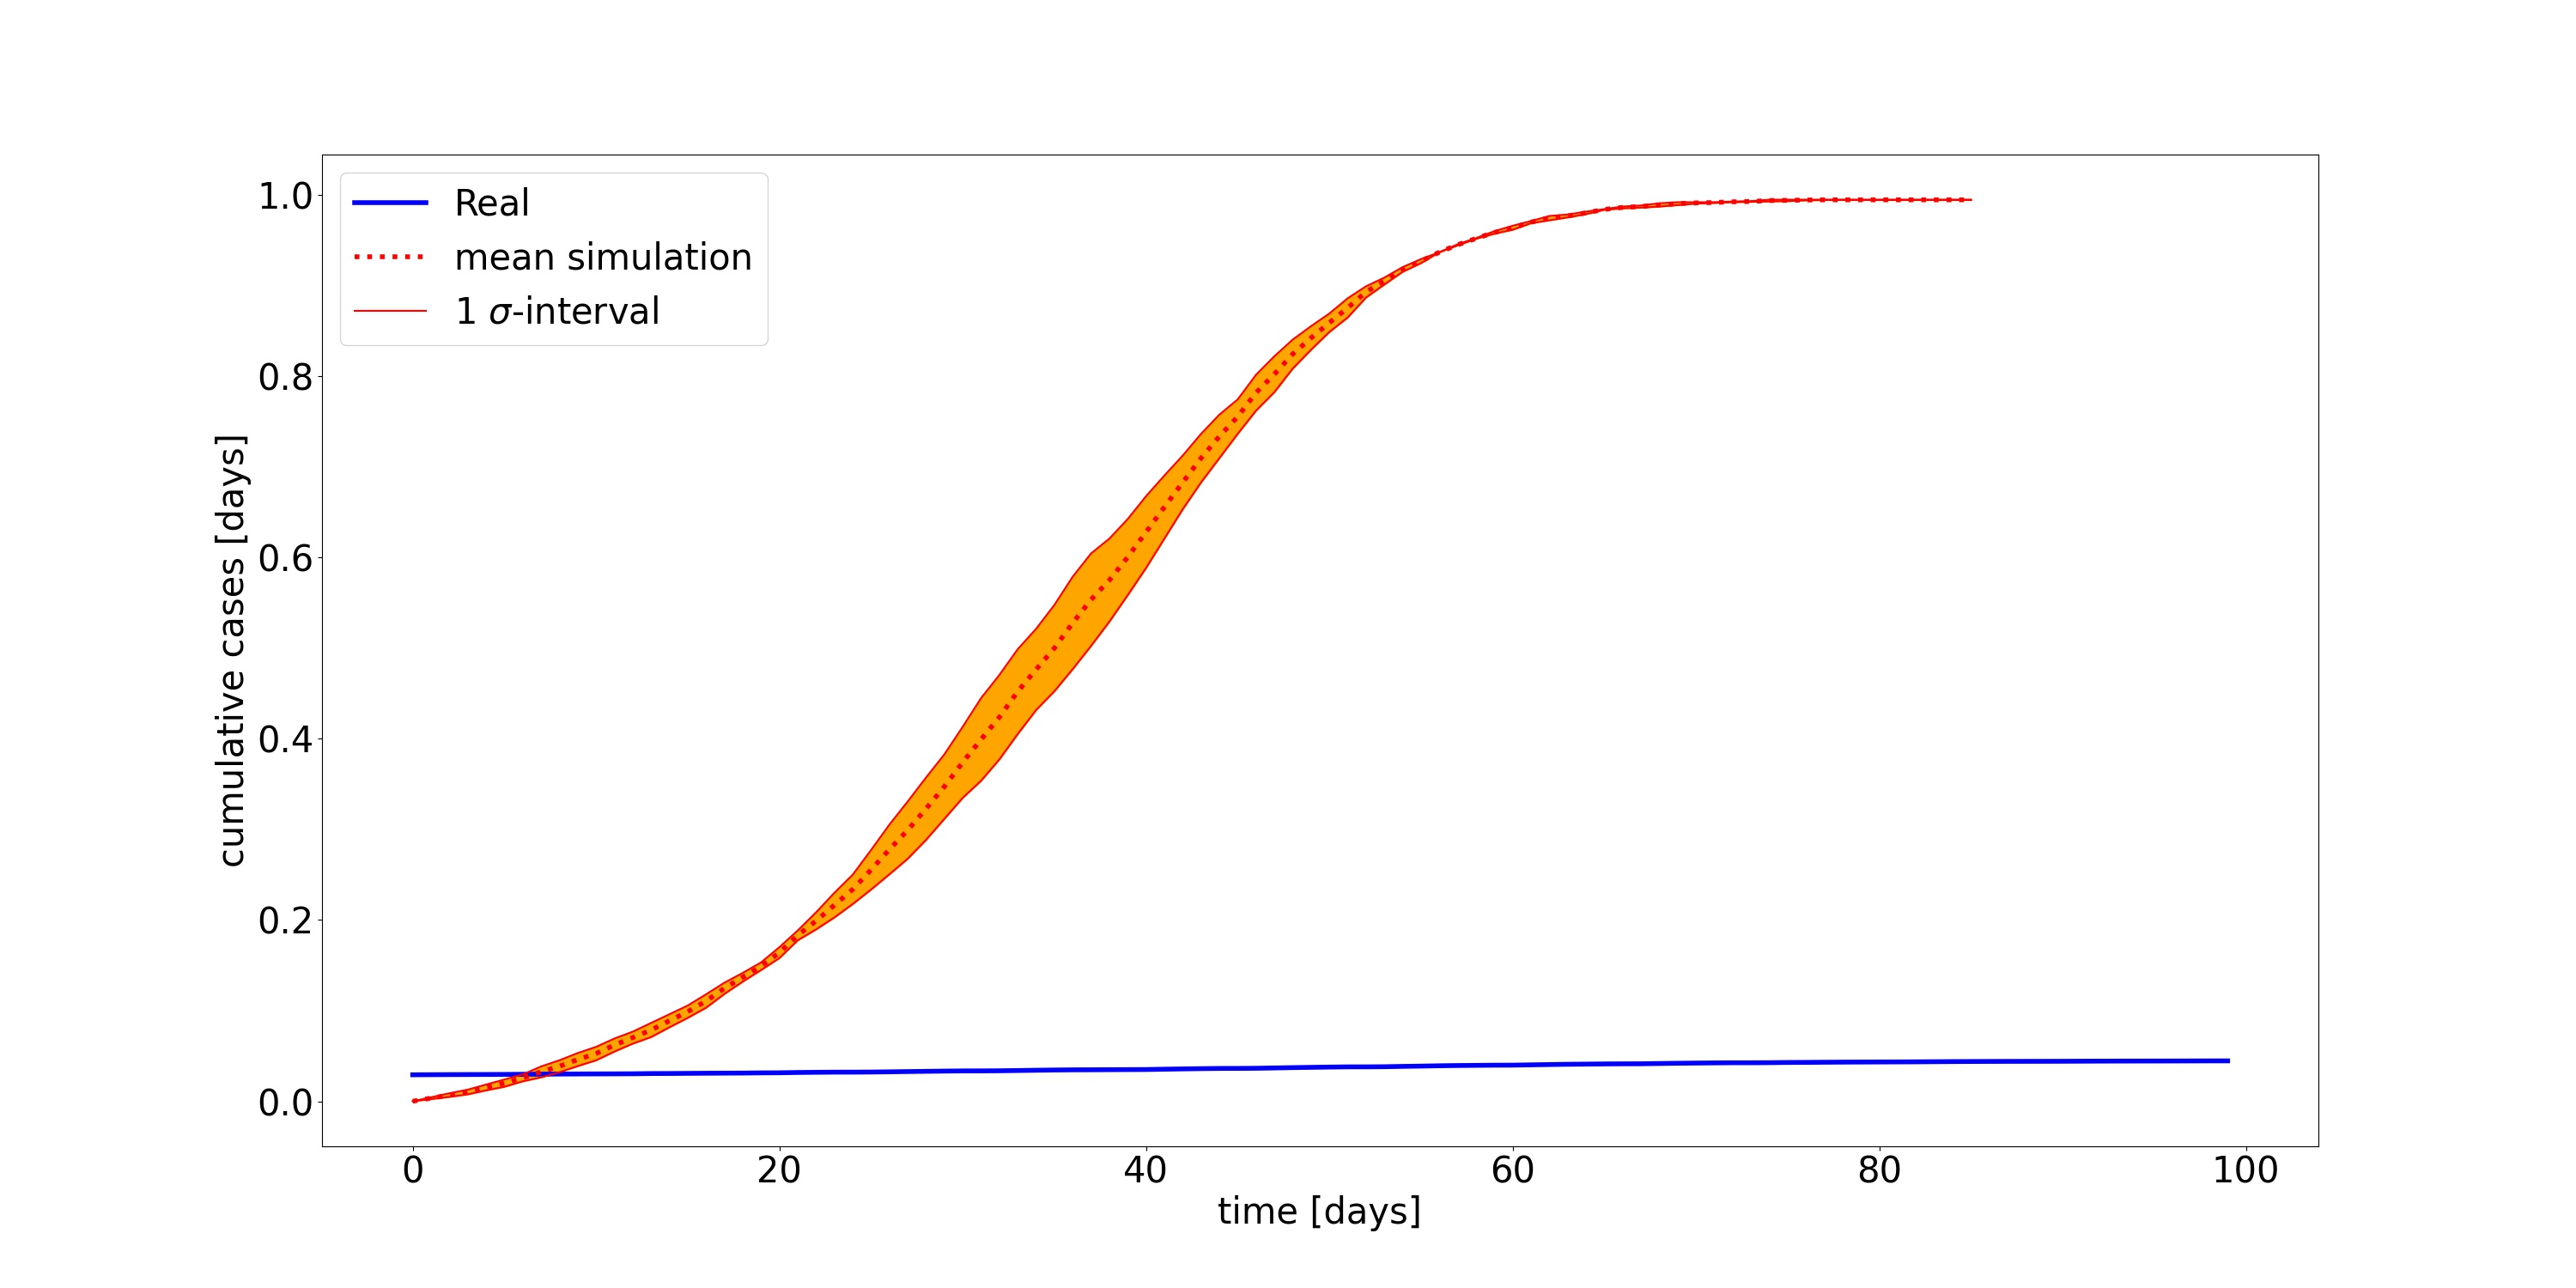 Real
mean simulation
1 σ-interval
1.0
0.8
0.6
0.4
0.2
0.0
cumulative cases [days]
0 20 40 60 80 100
time [days]